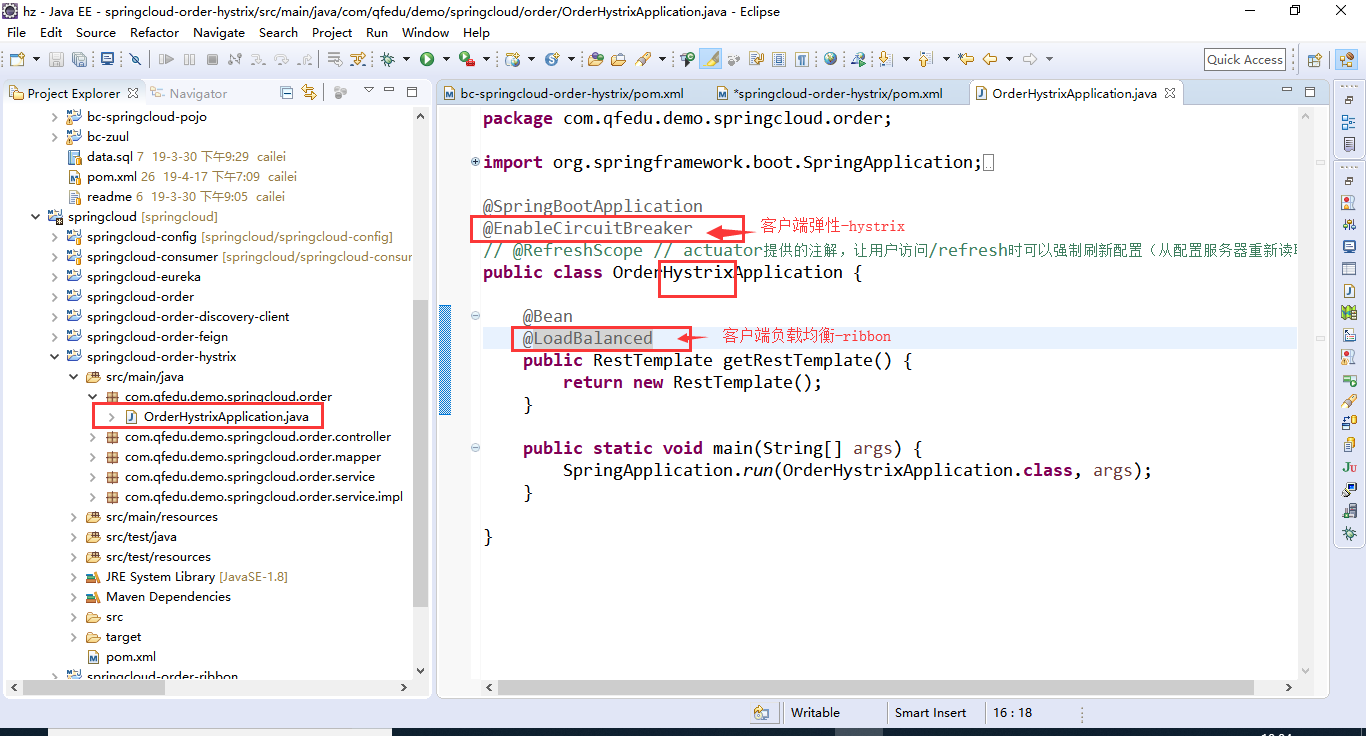 hz - Java EE - springcloud-order-hystrix/src/main/java/com/qfedu/demo/springcloud/order/OrderHystrixApplication.java - Eclipse
File Edit Source Refactor Navigate Search Project Run Window Help
Quick Access
Project Explorer Navigator
bc-springcloud-pojo
bc-zuul
data.sql 7 19-3-30 下午9:29 cailei
pom.xml 26 19-4-17 下午7:09 cailei
readme 6 19-3-30 下午9:05 cailei
springcloud [springcloud]
springcloud-config [springcloud/springcloud-config]
springcloud-consumer [springcloud/springcloud-consur
springcloud-eureka
springcloud-order
springcloud-order-discovery-client
springcloud-order-feign
springcloud-order-hystrix
src/main/java
com.qfedu.demo.springcloud.order
OrderHystrixApplication.java
com.qfedu.demo.springcloud.order.controller
com.qfedu.demo.springcloud.order.mapper
com.qfedu.demo.springcloud.order.service
com.qfedu.demo.springcloud.order.service.impl
src/main/resources
src/test/java
src/test/resources
JRE System Library [JavaSE-1.8]
Maven Dependencies
src
target
pom.xml
springcloud-order-ribbon
bc-springcloud-order-hystrix/pom.xml *springcloud-order-hystrix/pom.xml OrderHystrixApplication.java
package com.qfedu.demo.springcloud.order;
import org.springframework.boot.SpringApplication;
@SpringBootApplication
@EnableCircuitBreaker 客户端弹性-hystrix
// @RefreshScope // actuator提供的注解，让用户访问/refresh时可以强制刷新配置（从配置服务器重新读取
public class OrderHystrixApplication {
@Bean
@LoadBalanced 客户端负载均衡-ribbon
public RestTemplate getRestTemplate() {
return new RestTemplate();
}
public static void main(String[] args) {
SpringApplication.run(OrderHystrixApplication.class, args);
}
}
Writable Smart Insert 16 : 18